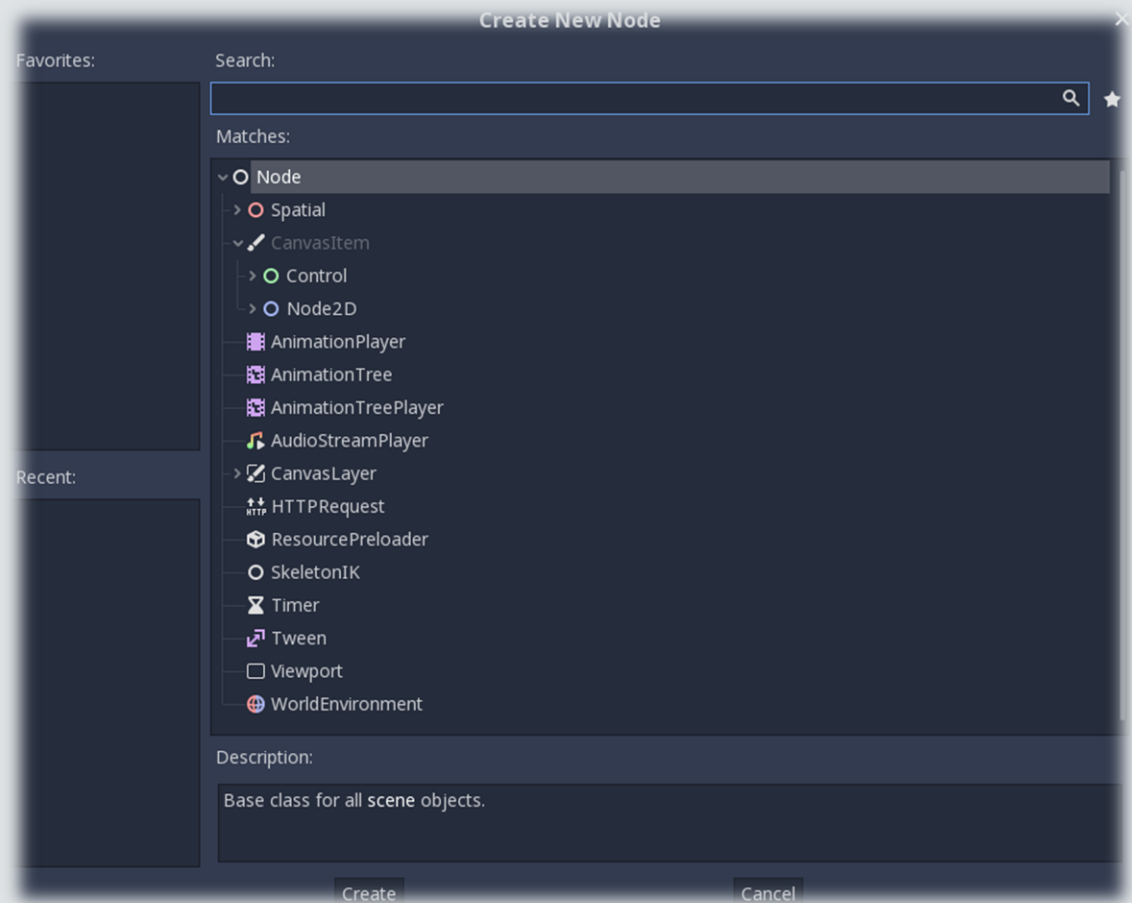 Create New Node
Favorites:
Search:
Matches:
Node
Spatial
CanvasItem
Control
Node2D
AnimationPlayer
AnimationTree
AnimationTreePlayer
AudioStreamPlayer
CanvasLayer
HTTP
HTTPRequest
ResourcePreloader
SkeletonIK
Timer
Tween
Viewport
WorldEnvironment
Recent:
Description:
Base class for all scene objects.
Create Cancel